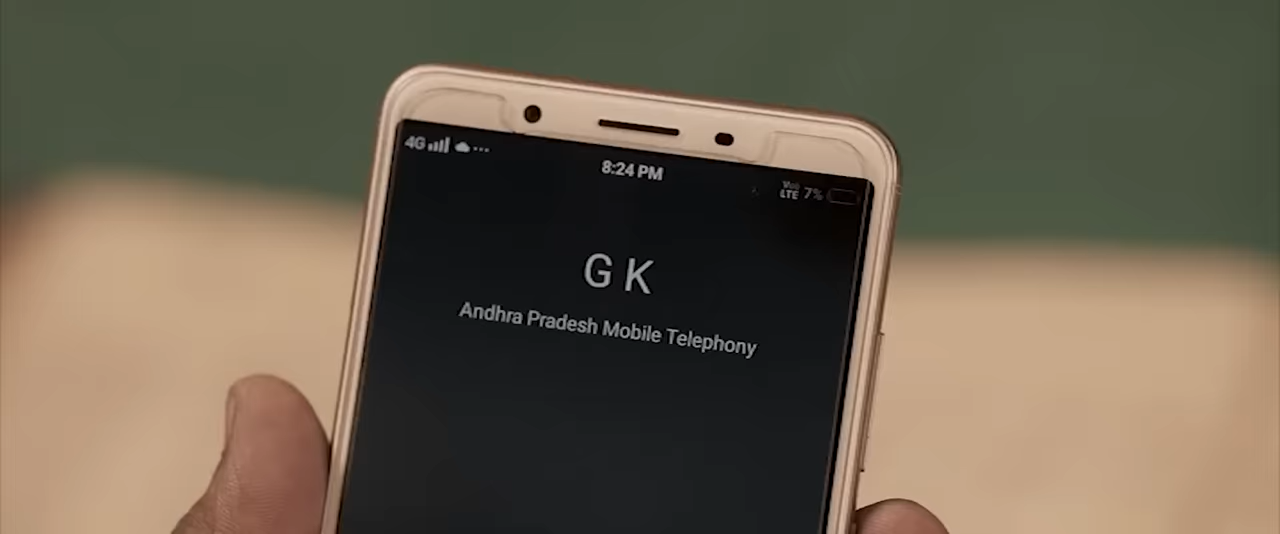 4G
8:24 PM
Vo
LTE 7%
G K
Andhra Pradesh Mobile Telephony